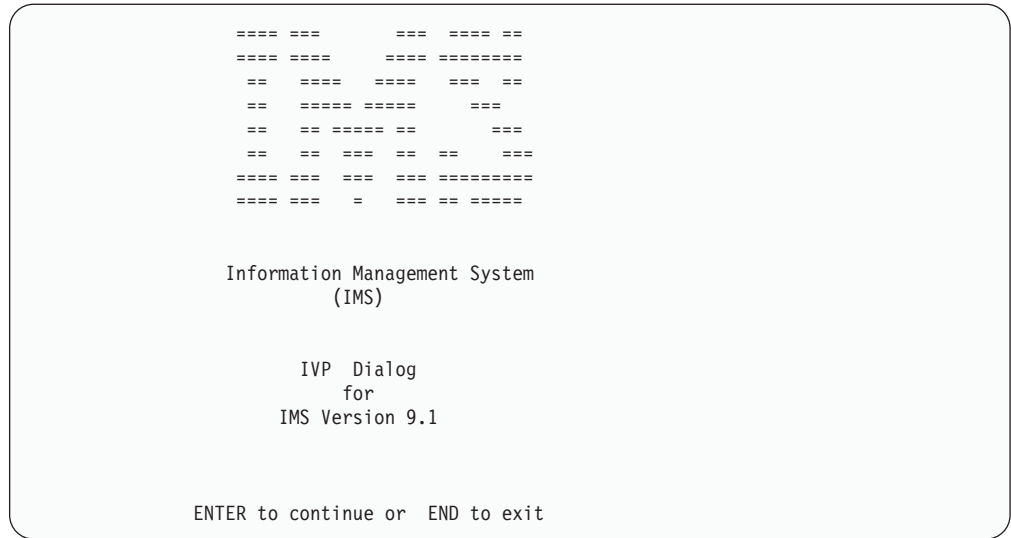 ==== ===       ===  ==== ==
==== ====     ==== ========
 ==   ====   ====   ===  ==
 ==   ===== =====     ===
 ==   == ===== ==       ===
 ==   ==  ===  ==  ==    ===
==== ===  ===  === =========
==== ===   =   === == =====
Information Management System
(IMS)
IVP  Dialog
for
IMS Version 9.1
ENTER to continue or  END to exit